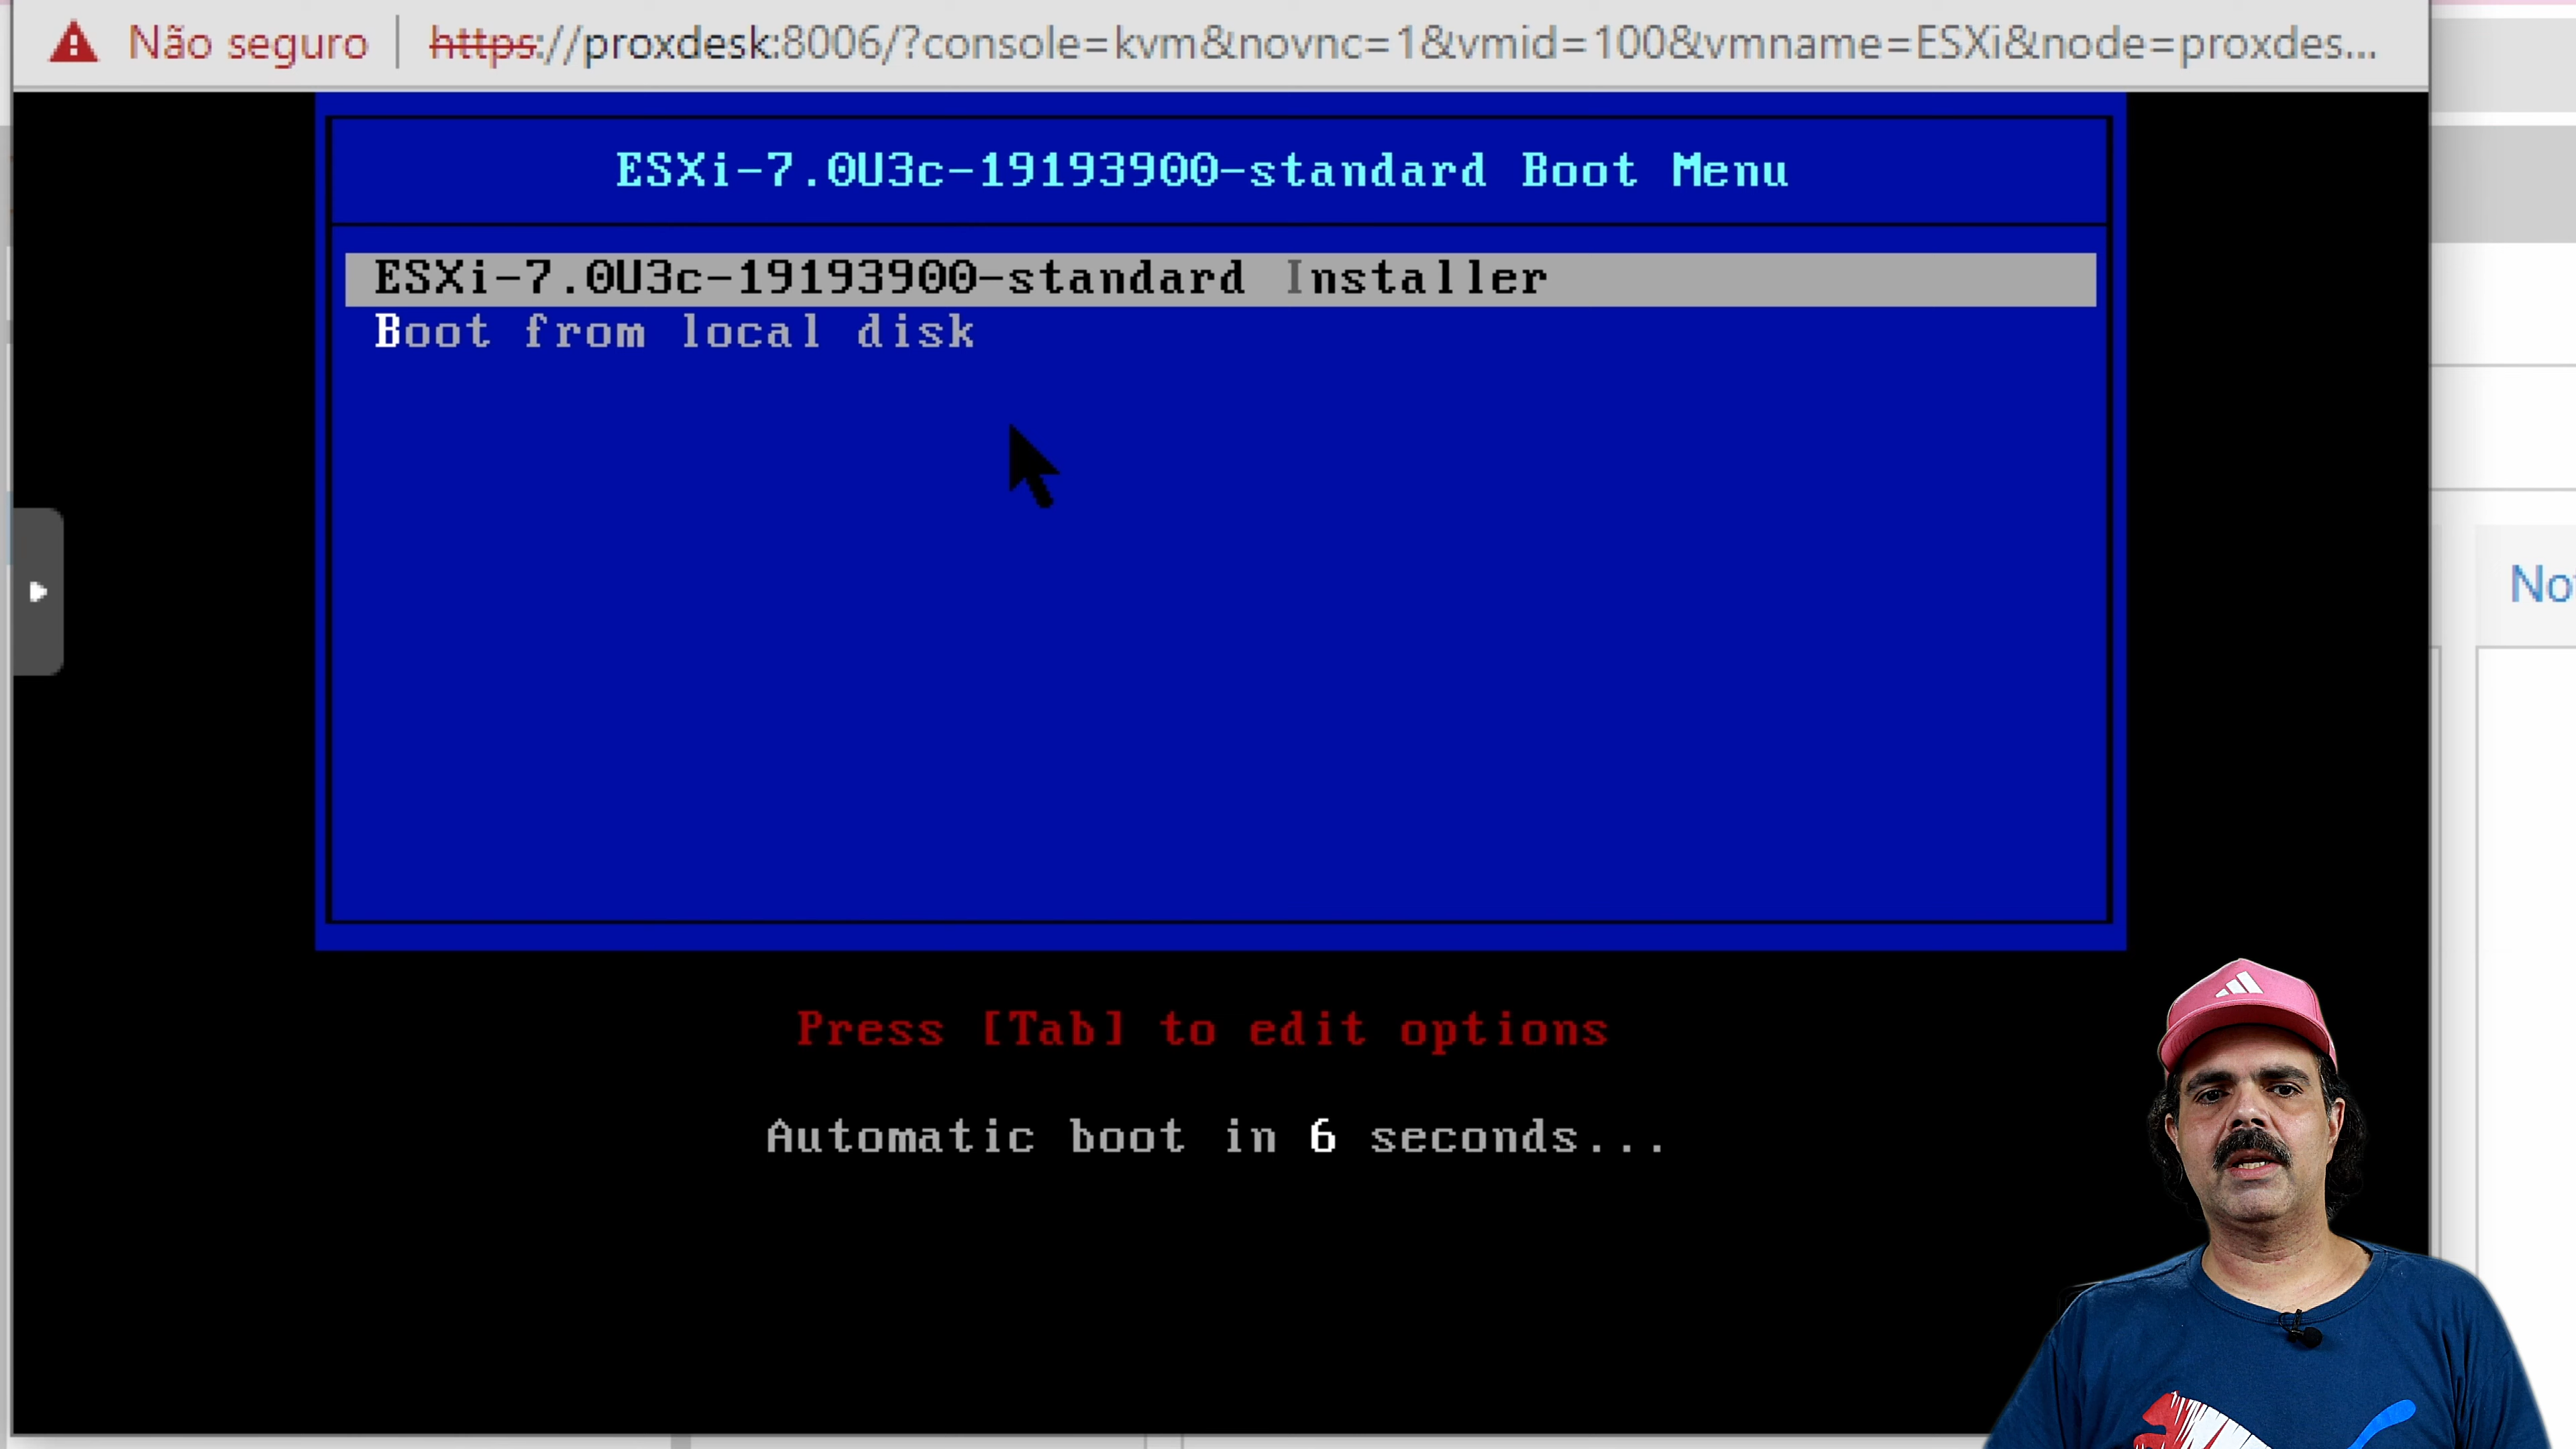 Não seguro https://proxdesk:8006/?console=kvm&novnc=1&vmid=100&vmname=ESXi&node=proxdes...
ESXi-7.0U3c-19193900-standard Boot Menu
ESXi-7.0U3c-19193900-standard Installer
Boot from local disk
No
Press [Tab] to edit options
Automatic boot in 6 seconds...